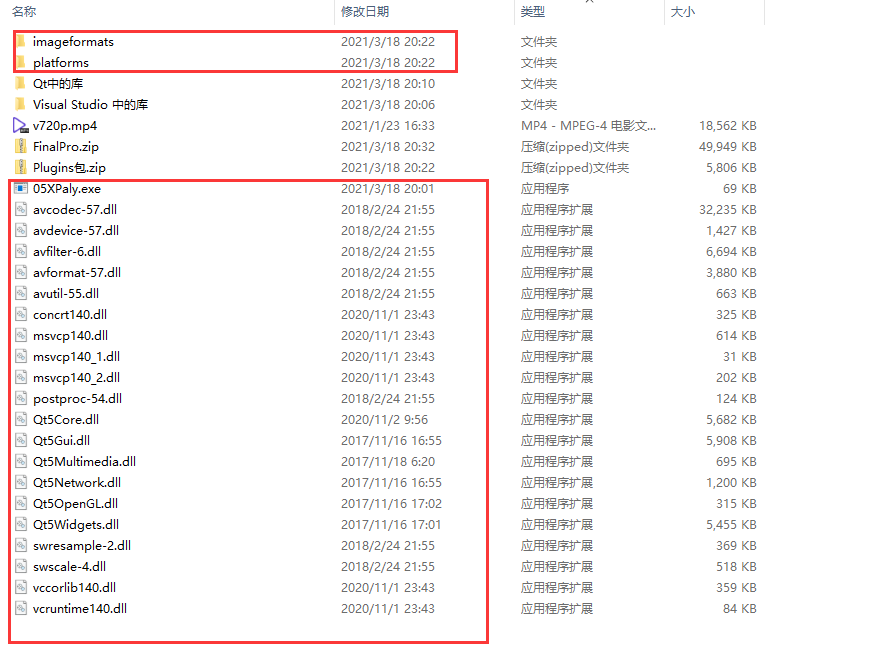 名称 修改日期 类型 大小
imageformats 2021/3/18 20:22 文件夹
platforms 2021/3/18 20:22 文件夹
Qt中的库 2021/3/18 20:10 文件夹
Visual Studio 中的库 2021/3/18 20:06 文件夹
v720p.mp4 2021/1/23 16:33 MP4 - MPEG-4 电影文... 18,562 KB
FinalPro.zip 2021/3/18 20:32 压缩(zipped)文件夹 49,949 KB
Plugins包.zip 2021/3/18 20:22 压缩(zipped)文件夹 5,806 KB
05XPaly.exe 2021/3/18 20:01 应用程序 69 KB
avcodec-57.dll 2018/2/24 21:55 应用程序扩展 32,235 KB
avdevice-57.dll 2018/2/24 21:55 应用程序扩展 1,427 KB
avfilter-6.dll 2018/2/24 21:55 应用程序扩展 6,694 KB
avformat-57.dll 2018/2/24 21:55 应用程序扩展 3,880 KB
avutil-55.dll 2018/2/24 21:55 应用程序扩展 663 KB
concrt140.dll 2020/11/1 23:43 应用程序扩展 325 KB
msvcp140.dll 2020/11/1 23:43 应用程序扩展 614 KB
msvcp140_1.dll 2020/11/1 23:43 应用程序扩展 31 KB
msvcp140_2.dll 2020/11/1 23:43 应用程序扩展 202 KB
postproc-54.dll 2018/2/24 21:55 应用程序扩展 124 KB
Qt5Core.dll 2020/11/2 9:56 应用程序扩展 5,682 KB
Qt5Gui.dll 2017/11/16 16:55 应用程序扩展 5,908 KB
Qt5Multimedia.dll 2017/11/18 6:20 应用程序扩展 695 KB
Qt5Network.dll 2017/11/16 16:55 应用程序扩展 1,200 KB
Qt5OpenGL.dll 2017/11/16 17:02 应用程序扩展 315 KB
Qt5Widgets.dll 2017/11/16 17:01 应用程序扩展 5,455 KB
swresample-2.dll 2018/2/24 21:55 应用程序扩展 369 KB
swscale-4.dll 2018/2/24 21:55 应用程序扩展 518 KB
vccorlib140.dll 2020/11/1 23:43 应用程序扩展 359 KB
vcruntime140.dll 2020/11/1 23:43 应用程序扩展 84 KB